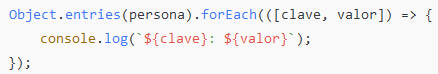 Object.entries(persona).forEach(([clave, valor]) => {
    console.log(`${clave}: ${valor}`);
});